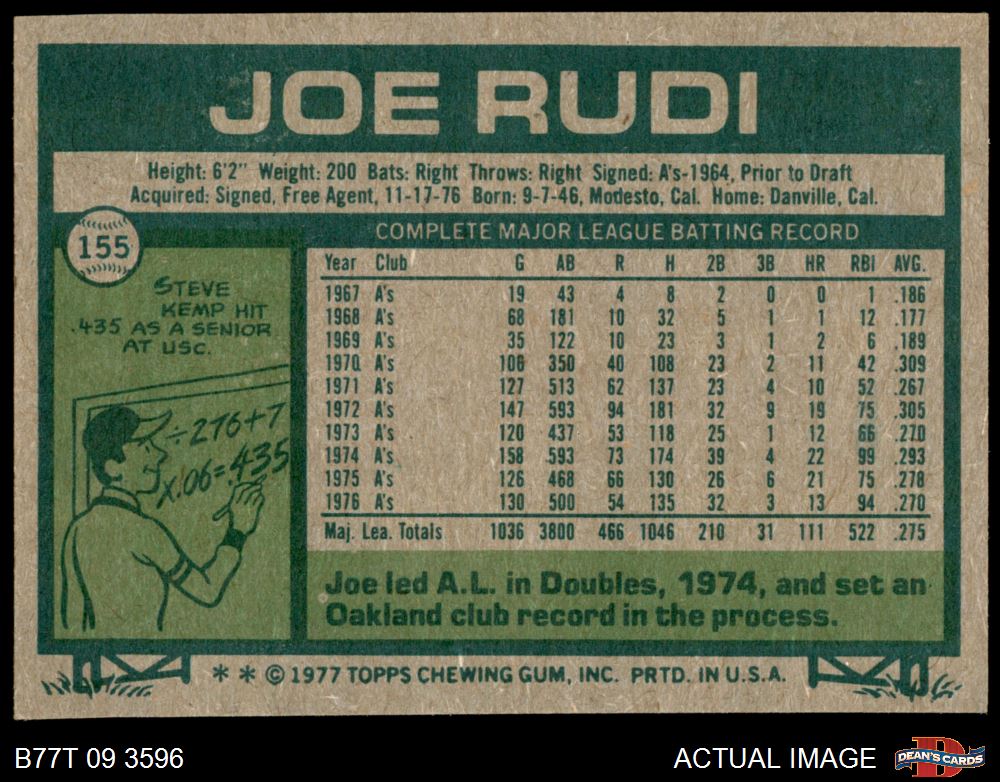 JOE RUDI
Height: 6'2" Weight: 200 Bats: Right Throws: Right Signed: A's-1964, Prior to Draft
Acquired: Signed, Free Agent, 11-17-76 Born: 9-7-46, Modesto, Cal. Home: Danville, Cal.
155
STEVE
KEMP HIT
.435 AS A SENIOR
AT USC.
÷276+7
X.06=.435
COMPLETE MAJOR LEAGUE BATTING RECORD
Year Club G AB R H 2B 3B HR RBI AVG.
1967 A's 19 43 4 8 2 0 0 1 .186
1968 A's 68 181 10 32 5 1 1 12 .177
1969 A's 35 122 10 23 3 1 2 6 .189
1970 A's 106 350 40 108 23 2 11 42 .309
1971 A's 127 513 62 137 23 4 10 52 .267
1972 A's 147 593 94 181 32 9 19 75 .305
1973 A's 120 437 53 118 25 1 12 66 .270
1974 A's 158 593 73 174 39 4 22 99 .293
1975 A's 126 468 66 130 26 6 21 75 .278
1976 A's 130 500 54 135 32 3 13 94 .270
Maj. Lea. Totals 1036 3800 466 1046 210 31 111 522 .275
Joe led A.L. in Doubles, 1974, and set an
Oakland club record in the process.
* * © 1977 TOPPS CHEWING GUM, INC. PRTD. IN U.S.A.
B77T 09 3596
ACTUAL IMAGE
D
DEAN'S CARDS